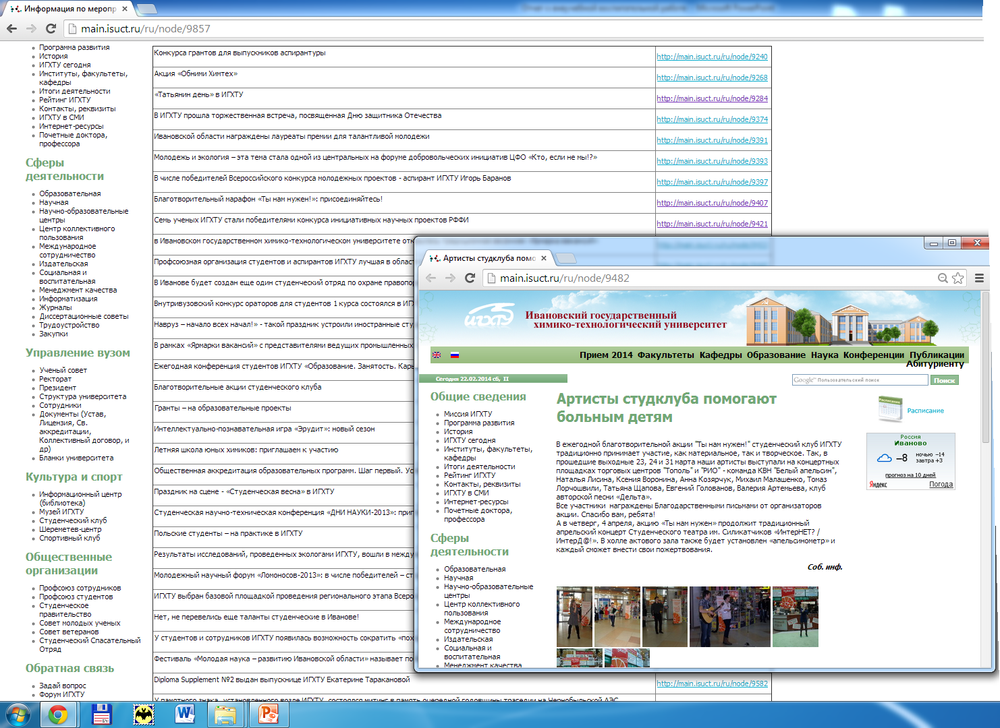 Информация по меропр
main.isuct.ru/ru/node/9857
Программа развития
История
ИГХТУ сегодня
Институты, факультеты,
кафедры
Итоги деятельности
Рейтинг ИГХТУ
Контакты, реквизиты
ИГХТУ в СМИ
Интернет-ресурсы
Почетные доктора,
профессора
Сферы
деятельности
Образовательная
Научная
Научно-образовательные
центры
Центр коллективного
пользования
Международное
сотрудничество
Издательская
Социальная и
воспитательная
Менеджмент качества
Информатизация
Журналы
Диссертационные советы
Трудоустройство
Закупки
Управление вузом
Ученый совет
Ректорат
Президент
Структура университета
Сотрудники
Документы (Устав,
Лицензия, Св.
аккредитации,
Коллективный договор, и
др)
Бланки университета
Культура и спорт
Информационный центр
(библиотека)
Музей ИГХТУ
Студенческий клуб
Шереметев-центр
Спортивный клуб
Общественные
организации
Профсоюз сотрудников
Профсоюз студентов
Студенческое
правительство
Совет молодых ученых
Совет ветеранов
Студенческий Спасательный
Отряд
Обратная связь
Задай вопрос
Форум ИГХТУ
Конкурса грантов для выпускников аспирантуры http://main.isuct.ru/ru/node/9240
Акция «Обними Химтех» http://main.isuct.ru/ru/node/9268
«Татьянин день» в ИГХТУ http://main.isuct.ru/ru/node/9284
В ИГХТУ прошла торжественная встреча, посвященная Дню защитника Отечества http://main.isuct.ru/ru/node/9374
Ивановской области награждены лауреаты премии для талантливой молодежи http://main.isuct.ru/ru/node/9391
Молодежь и экология – эта тема стала одной из центральных на форуме добровольческих инициатив ЦФО «Кто, если не мы!?» http://main.isuct.ru/ru/node/9393
В числе победителей Всероссийского конкурса молодежных проектов - аспирант ИГХТУ Игорь Баранов http://main.isuct.ru/ru/node/9397
Благотворительный марафон «Ты нам нужен!»: присоединяйтесь! http://main.isuct.ru/ru/node/9407
Семь ученых ИГХТУ стали победителями конкурса инициативных научных проектов РФФИ http://main.isuct.ru/ru/node/9421
в Ивановском государственном химико-технологическом университете отк
Профсоюзная организация студентов и аспирантов ИГХТУ лучшая в област
В Иванове будет создан еще один студенческий отряд по охране правопор
Внутривузовский конкурс ораторов для студентов 1 курса состоялся в ИГХ
Навруз – начало всех начал!» - такой праздник устроили иностранные сту
В рамках «Ярмарки вакансий» с представителями ведущих промышленных
Ежегодная конференция студентов ИГХТУ «Образование. Занятость. Карь
Благотворительные акции студенческого клуба
Гранты – на образовательные проекты
Интеллектуально-познавательная игра «Эрудит»: новый сезон
Летняя школа юных химиков: приглашаем к участию
Общественная аккредитация образовательных программ. Шаг первый. Ус
Праздник на сцене - «Студенческая весна» в ИГХТУ
Студенческая научно-техническая конференция «ДНИ НАУКИ-2013»: приг
Польские студенты – на практике в ИГХТУ
Результаты исследований, проведенных экологами ИГХТУ, вошли в межд
Молодежный научный форум «Ломоносов-2013»: в числе победителей – ст
ИГХТУ выбран базовой площадкой проведения регионального этапа Всеро
Нет, не перевелись еще таланты студенческие в Иванове!
У студентов и сотрудников ИГХТУ появилась возможность сократить «пох
Фестиваль «Молодая наука – развитию Ивановской области» называет по
Diploma Supplement №2 выдан выпускнице ИГХТУ Екатерине Таракановой http://main.isuct.ru/ru/node/9582
У памятного знака, установленного возле ИГХТУ, состоялся митинг в память очередной годовщины трагедии на Чернобыльской АЭС
Артисты студклуба помо
main.isuct.ru/ru/node/9482
ИГХТУ
Ивановский государственный
химико-технологический университет
Прием 2014 Факультеты Кафедры Образование Наука Конференции Публикации
Абитуриенту
Сегодня 22.02.2014 сб, II
Google™ Пользовательский поиск
Поиск
Общие сведения
Миссия ИГХТУ
Программа развития
История
ИГХТУ сегодня
Институты, факультеты,
кафедры
Итоги деятельности
Рейтинг ИГХТУ
Контакты, реквизиты
ИГХТУ в СМИ
Интернет-ресурсы
Почетные доктора,
профессора
Сферы
деятельности
Образовательная
Научная
Научно-образовательные
центры
Центр коллективного
пользования
Международное
сотрудничество
Издательская
Социальная и
воспитательная
Менеджмент качества
Артисты студклуба помогают
больным детям
В ежегодной благотворительной акции "Ты нам нужен!" студенческий клуб ИГХТУ
традиционно принимает участие, как материальное, так и творческое. Так, в
прошедшие выходные 23, 24 и 31 марта наши артисты выступали на концертных
площадках торговых центров "Тополь" и "РИО" - команда КВН "Белый апельсин",
Наталья Лисина, Ксения Воронина, Анна Козярчук, Михаил Малашенко, Томаз
Лорчошвили, Татьяна Щапова, Евгений Голованов, Валерия Артемьева, клуб
авторской песни «Дельта».
Все участники награждены Благодарственными письмами от организаторов
акции. Спасибо вам, ребята!
А в четверг, 4 апреля, акцию «Ты нам нужен» продолжит традиционный
апрельский концерт Студенческого театра им. Силикатчиков «ИнтерНЕТ? /
ИнтерД@!». В холле актового зала также будет установлен «апельсинометр» и
каждый сможет внести свои пожертвования.
Соб. инф.
Расписание
Расписание
Россия
Иваново
−8
ночью −14
завтра +3
прогноз на 10 дней
Яндекс Погода
64